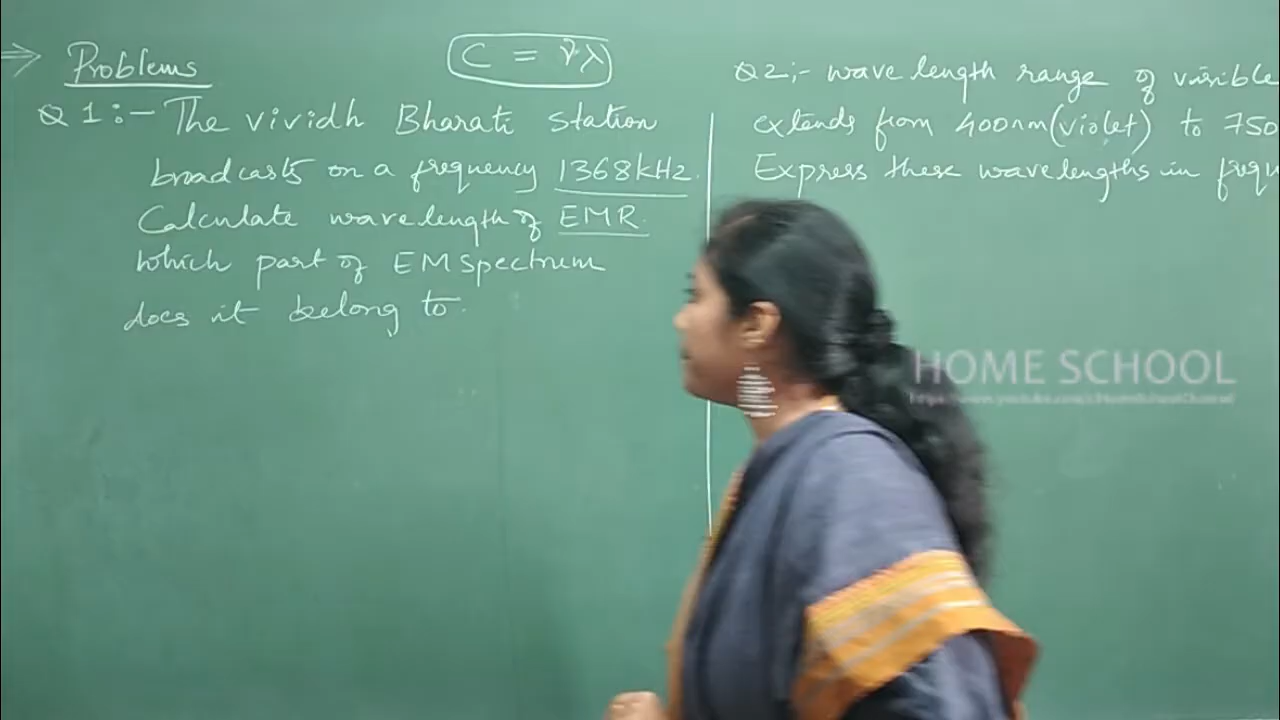 ⇒ Problems
C = νλ
Q 1:- The vividh Bharati station
broadcasts on a frequency 1368kHz.
Calculate wavelength of EMR.
Which part of EM spectrum
does it belong to.
Q2:- wave length range of visible
extends from 400nm (violet) to 750
Express these wavelengths in frequ
HOME SCHOOL